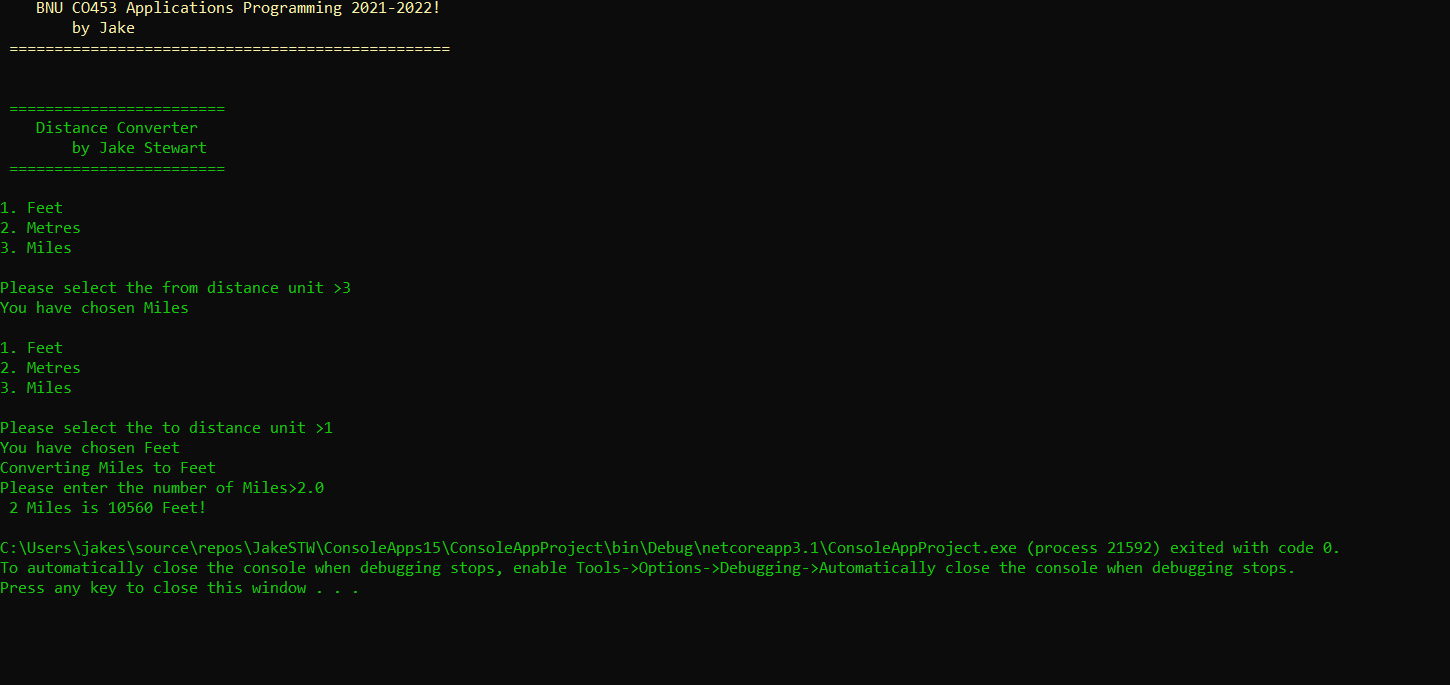 BNU CO453 Applications Programming 2021-2022!
by Jake
=================================================
========================
Distance Converter
by Jake Stewart
========================
1. Feet
2. Metres
3. Miles
Please select the from distance unit >3
You have chosen Miles
1. Feet
2. Metres
3. Miles
Please select the to distance unit >1
You have chosen Feet
Converting Miles to Feet
Please enter the number of Miles>2.0
2 Miles is 10560 Feet!
C:\Users\jakes\source\repos\JakeSTW\ConsoleApps15\ConsoleAppProject\bin\Debug\netcoreapp3.1\ConsoleAppProject.exe (process 21592) exited with code 0.
To automatically close the console when debugging stops, enable Tools->Options->Debugging->Automatically close the console when debugging stops.
Press any key to close this window . . .